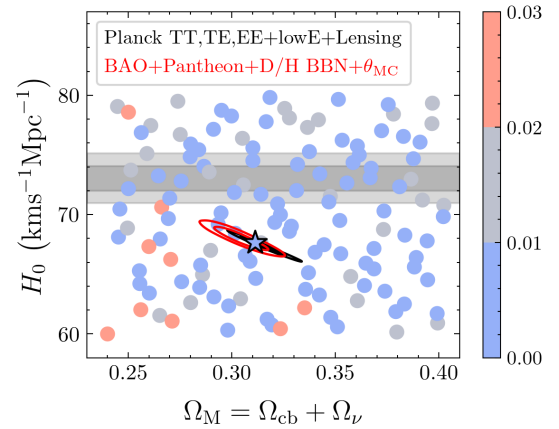 Planck TT,TE,EE+lowE+Lensing
BAO+Pantheon+D/H BBN+θ_MC
H₀ (kms⁻¹Mpc⁻¹)
80
70
60
0.25
0.30
0.35
0.40
Ω_M = Ω_cb + Ω_ν
0.03
0.02
0.01
0.00